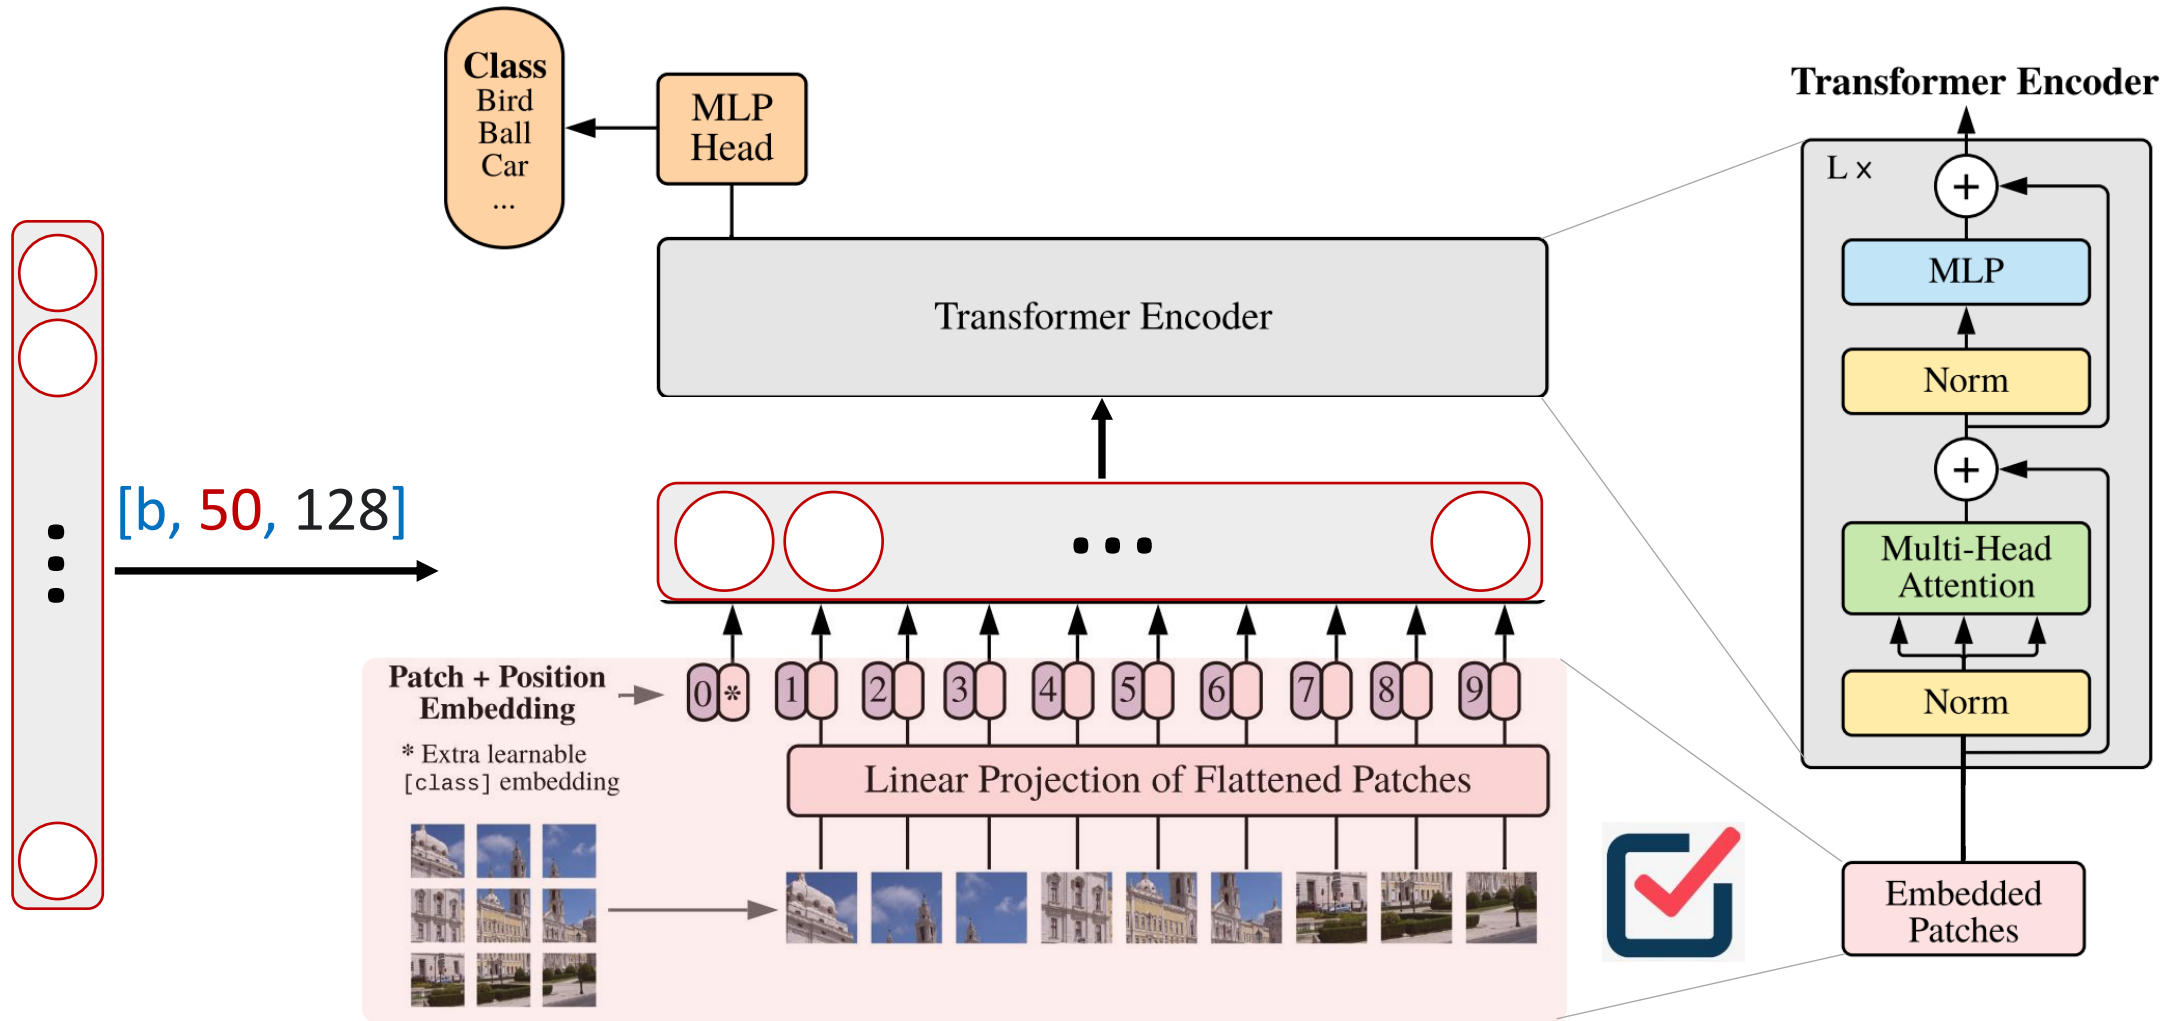 Class
Bird
Ball
Car
...
MLP
Head
Transformer Encoder
[b, 50, 128]
Patch + Position
Embedding
* Extra learnable
[class] embedding
0 * 1 2 3 4 5 6 7 8 9
Linear Projection of Flattened Patches
Transformer Encoder
L x
+
MLP
Norm
+
Multi-Head
Attention
Norm
Embedded
Patches